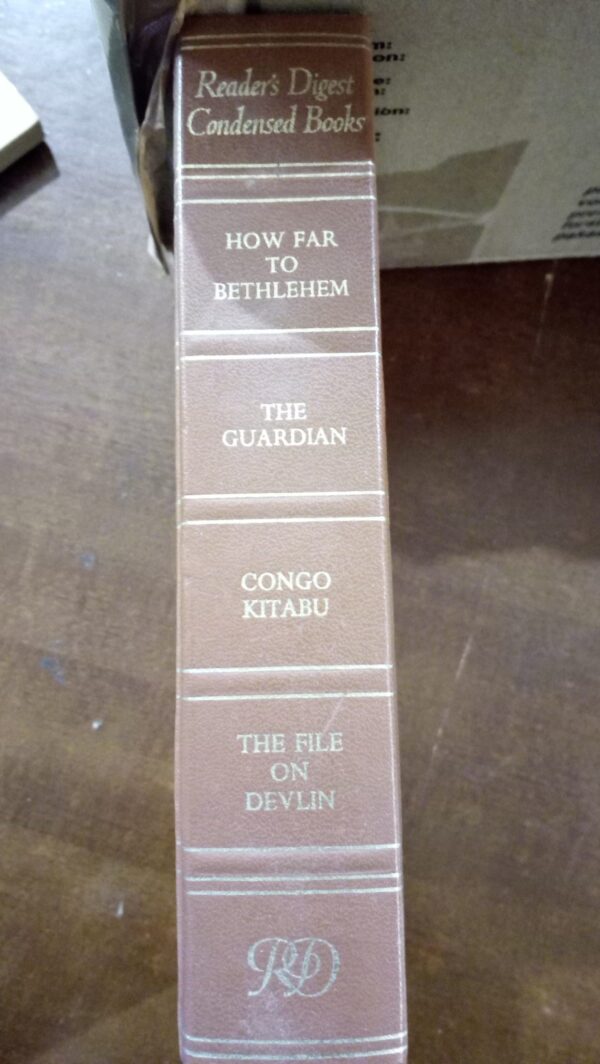 Reader's Digest
Condensed Books
HOW FAR
TO
BETHLEHEM
THE
GUARDIAN
CONGO
KITABU
THE FILE
ON
DEVLIN
RD